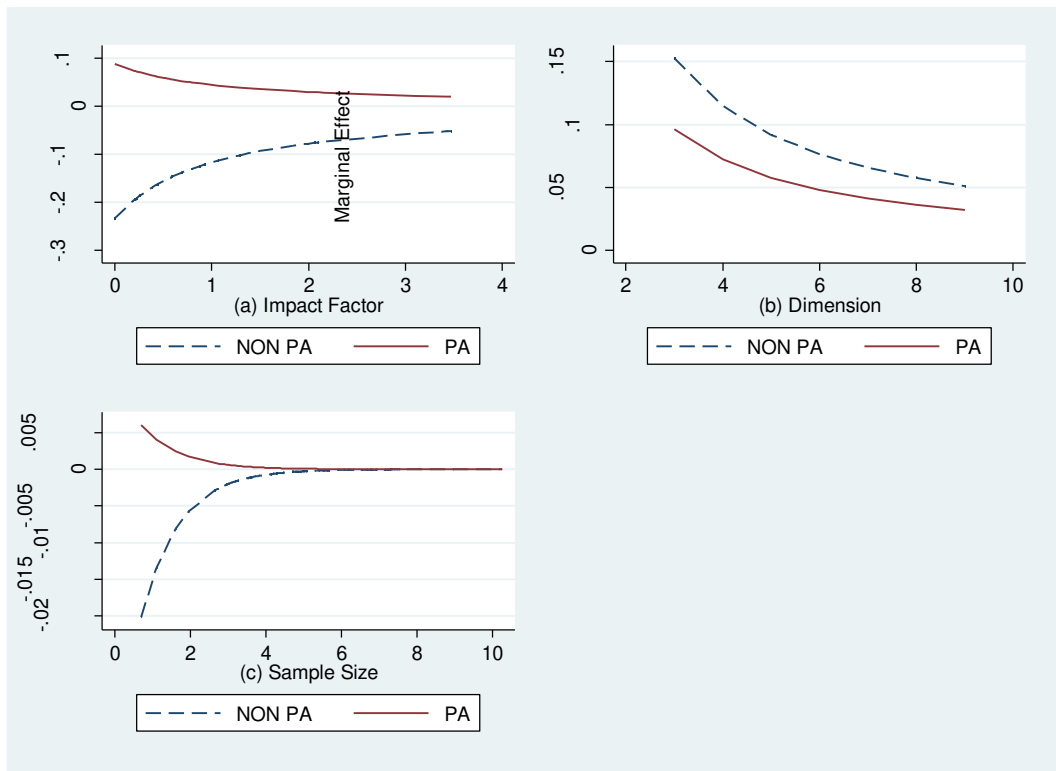 .1
0
-.1
-.2
-.3
Marginal Effect
0 1 2 3 4
(a) Impact Factor
NON PA PA
.15
.1
.05
0
2 4 6 8 10
(b) Dimension
NON PA PA
.005
0
-.005
-.01
-.015
-.02
0 2 4 6 8 10
(c) Sample Size
NON PA PA